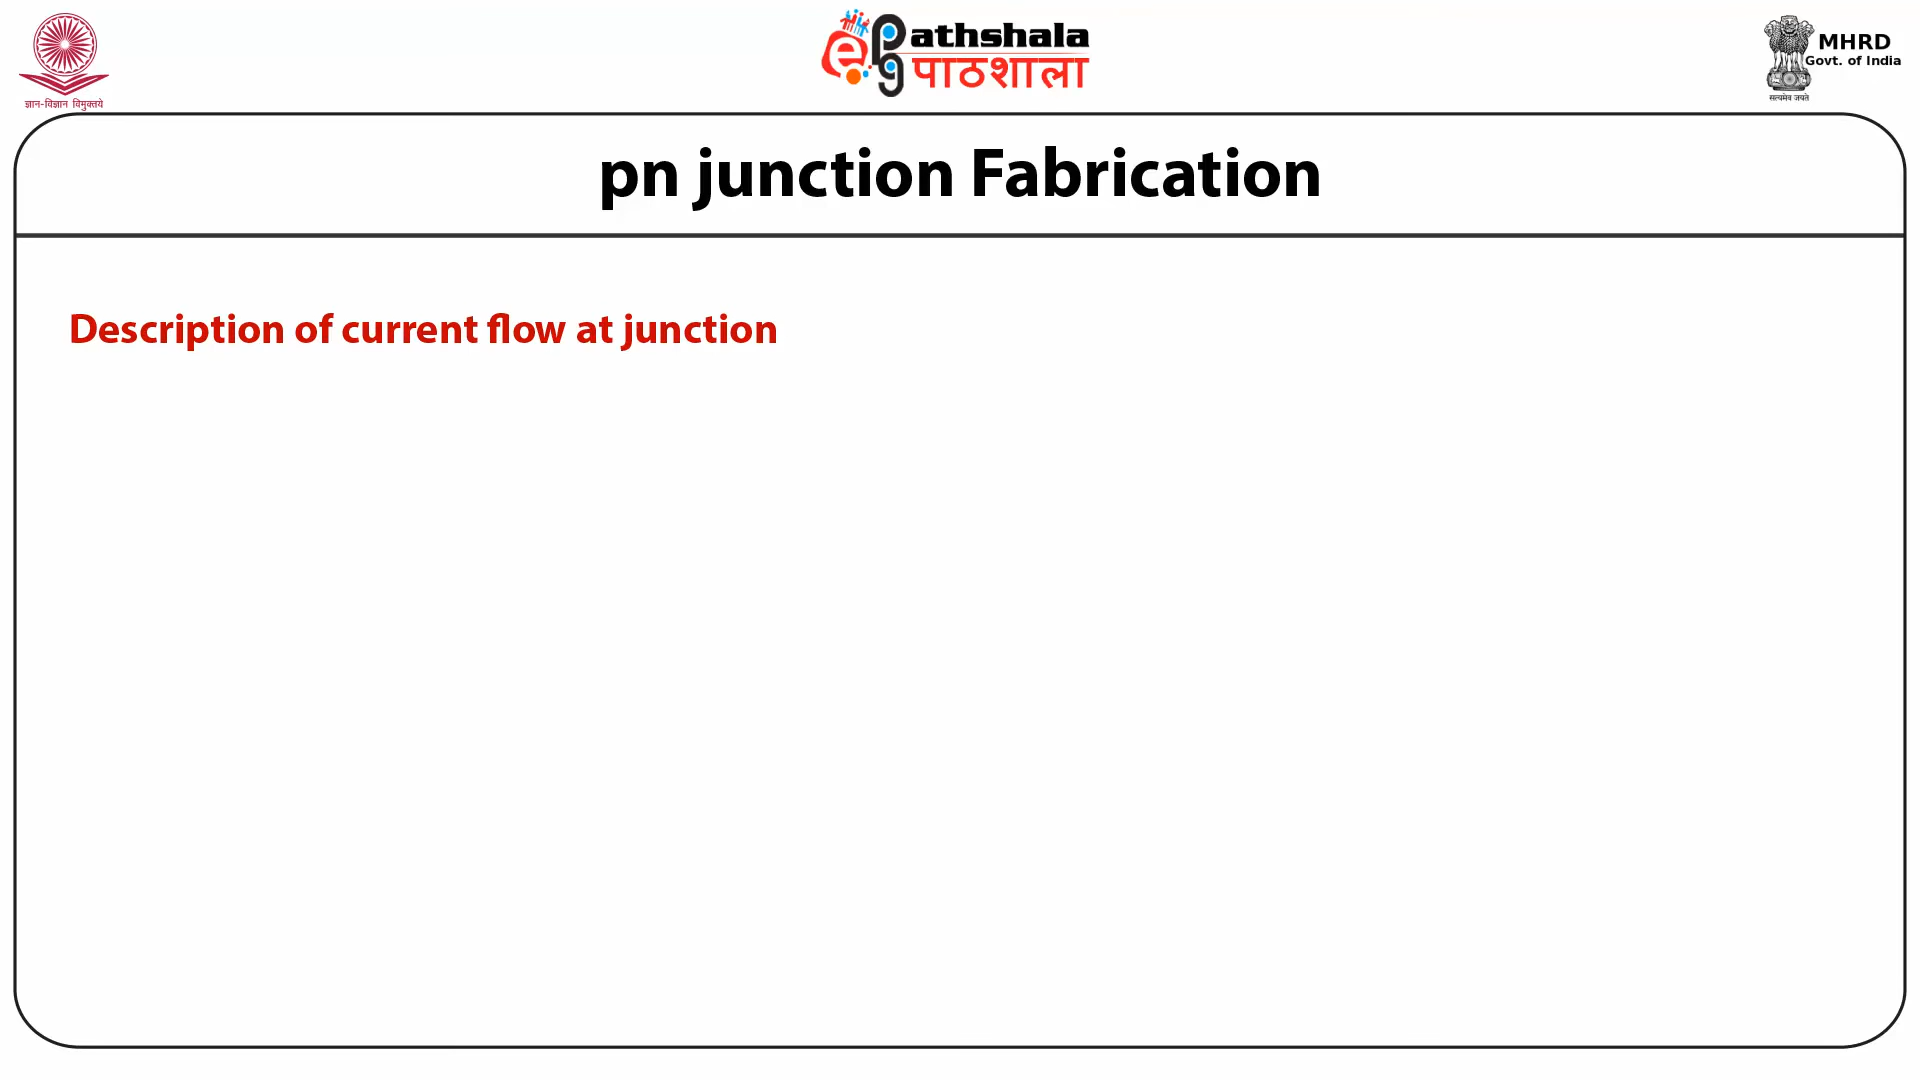 ज्ञान-विज्ञान विमुक्तये
ePG Pathshala
पाठशाला
MHRD
Govt. of India
सत्यमेव जयते
pn junction Fabrication
Description of current flow at junction